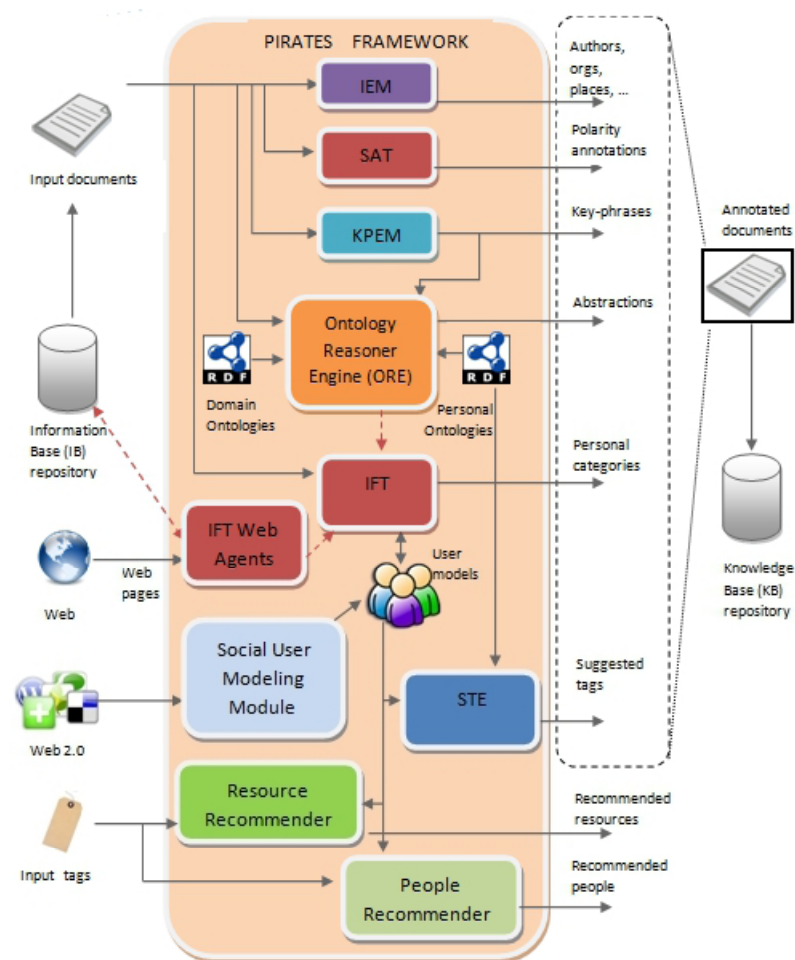 PIRATES FRAMEWORK
Authors,
orgs,
places, ...
IEM
Polarity
annotations
SAT
Input documents
Key-phrases
KPEM
Annotated
documents
Abstractions
Ontology
Reasoner
Engine (ORE)
RDF
RDF
Domain
Ontologies
Personal
Ontologies
Information
Base (IB)
repository
Personal
categories
IFT
IFT Web
Agents
User
models
Web
pages
Web
Knowledge
Base (KB)
repository
Social User
Modeling
Module
Suggested
tags
STE
W
Web 2.0
Resource
Recommender
Recommended
resources
Input tags
People
Recommender
Recommended
people